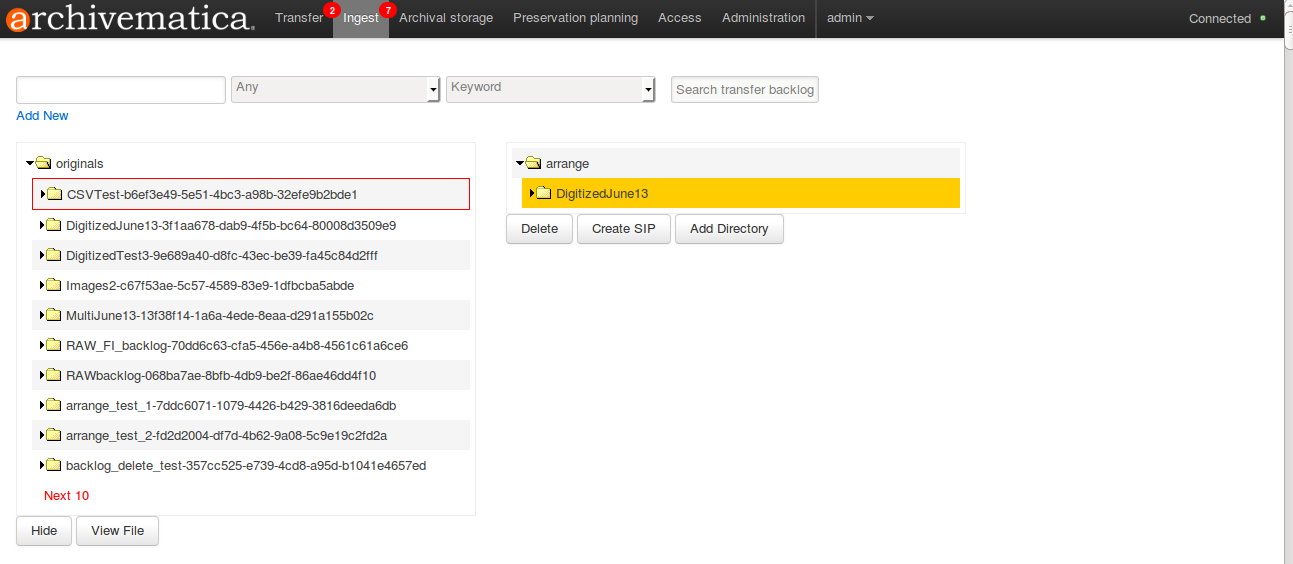 archivematica® Transfer 2 Ingest 7 Archival storage Preservation planning Access Administration admin Connected
Any Keyword Search transfer backlog
Add New
originals
CSVTest-b6ef3e49-5e51-4bc3-a98b-32efe9b2bde1
DigitizedJune13-3f1aa678-dab9-4f5b-bc64-80008d3509e9
DigitizedTest3-9e689a40-d8fc-43ec-be39-fa45c84d2fff
Images2-c67f53ae-5c57-4589-83e9-1dfbcba5abde
MultiJune13-13f38f14-1a6a-4ede-8eaa-d291a155b02c
RAW_FI_backlog-70dd6c63-cfa5-456e-a4b8-4561c61a6ce6
RAWbacklog-068ba7ae-8bfb-4db9-be2f-86ae46dd4f10
arrange_test_1-7ddc6071-1079-4426-b429-3816deeda6db
arrange_test_2-fd2d2004-df7d-4b62-9a08-5c9e19c2fd2a
backlog_delete_test-357cc525-e739-4cd8-a95d-b1041e4657ed
Next 10
Hide View File
arrange
DigitizedJune13
Delete Create SIP Add Directory